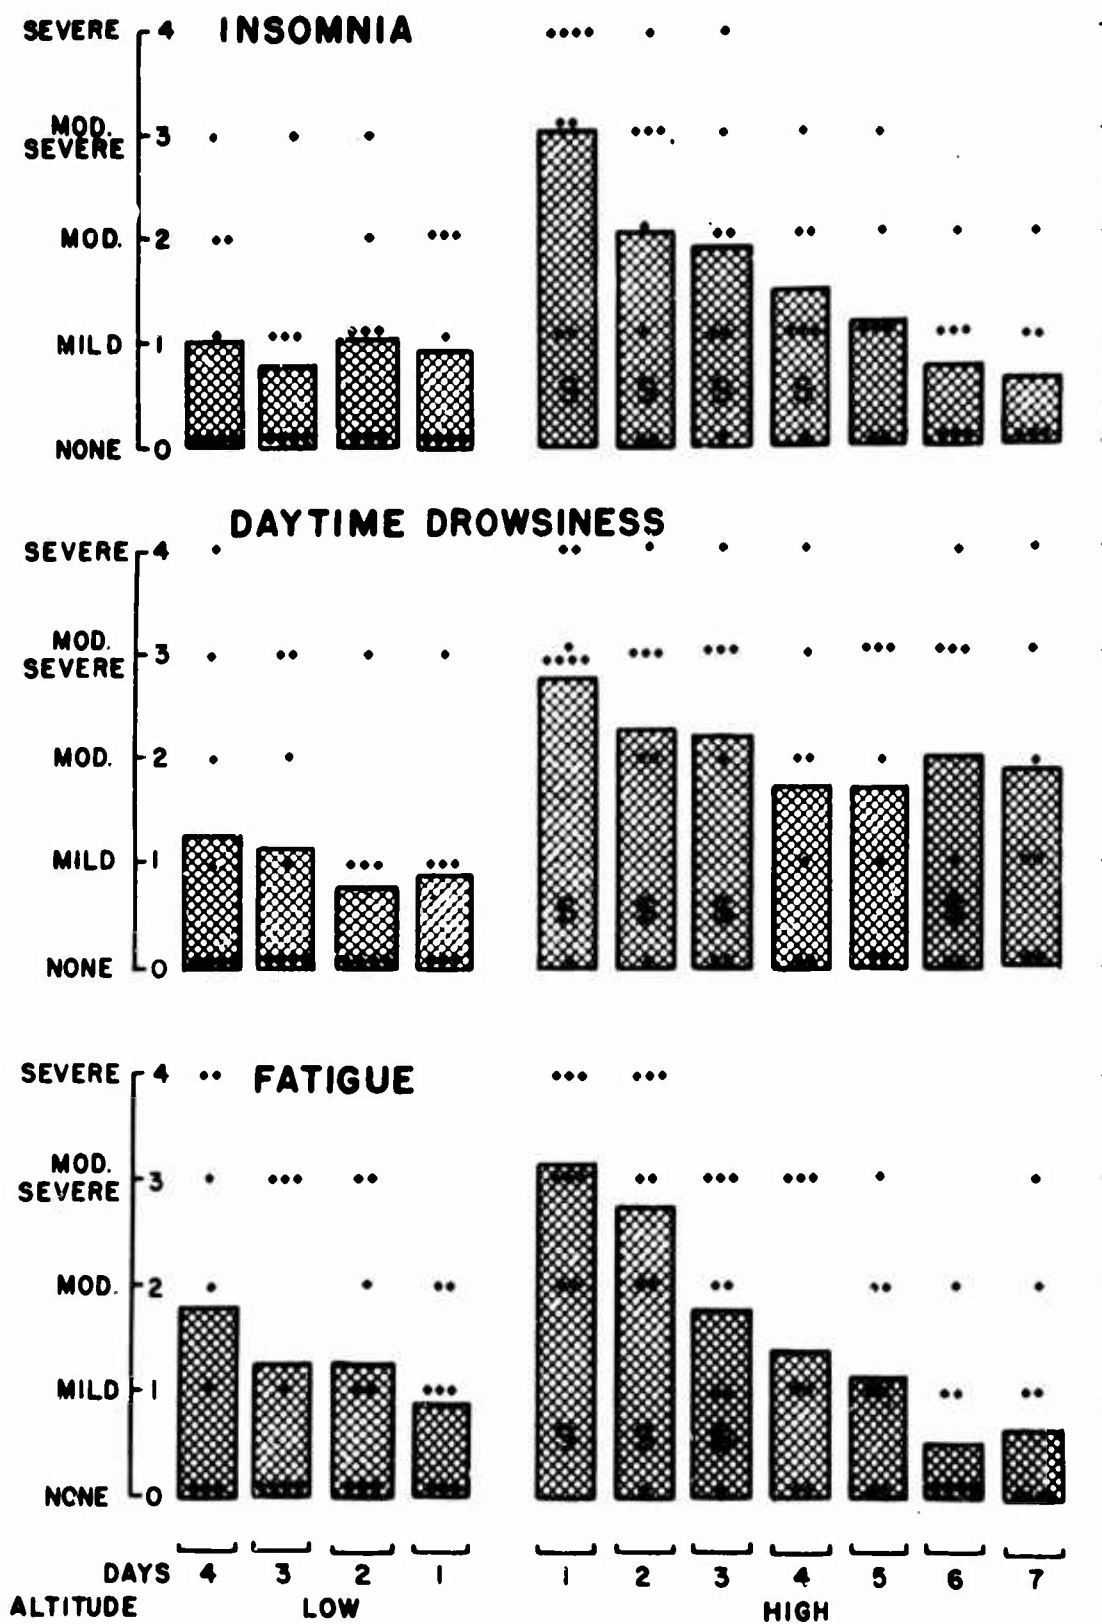 INSOMNIA
SEVERE 4
MOD. SEVERE 3
MOD. 2
MILD 1
NONE 0
S S S S
DAYTIME DROWSINESS
SEVERE 4
MOD. SEVERE 3
MOD. 2
MILD 1
NONE 0
S S S S
FATIGUE
SEVERE 4
MOD. SEVERE 3
MOD. 2
MILD 1
NONE 0
S S S
DAYS 4 3 2 1 1 2 3 4 5 6 7
ALTITUDE LOW HIGH